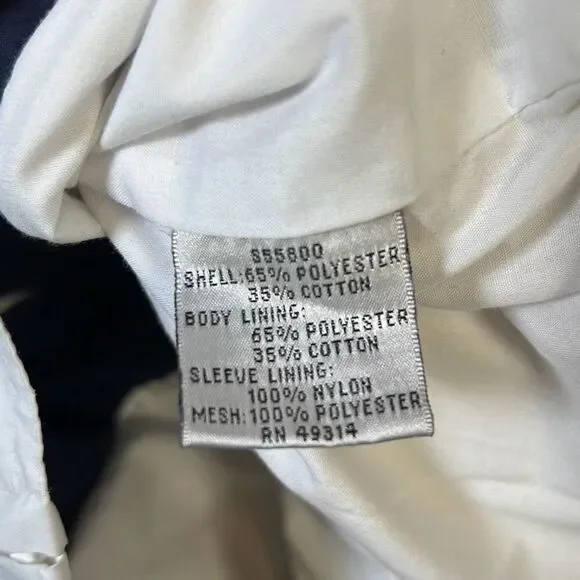 S55800
SHELL:65% POLYESTER
35% COTTON
BODY LINING:
65% POLYESTER
35% COTTON
SLEEVE LINING:
100% NYLON
MESH:100% POLYESTER
RN 49314